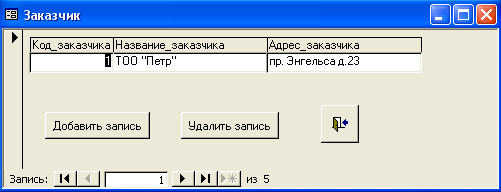 Заказчик
Код_заказчика Название_заказчика Адрес_заказчика
1 ТОО "Петр" пр. Энгельса д.23
Добавить запись Удалить запись
Запись: 1 из 5